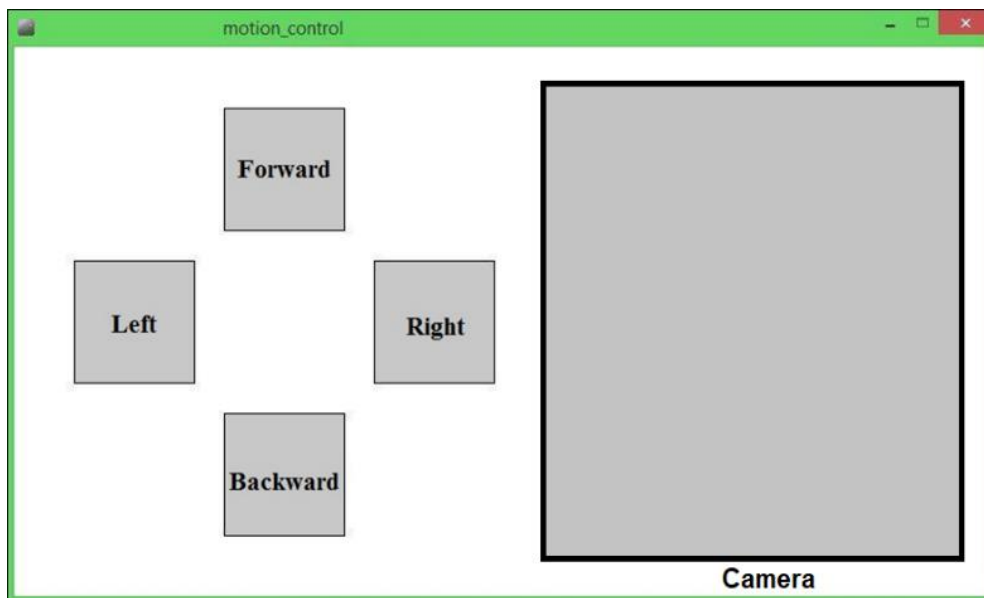 motion_control
Forward
Left
Right
Backward
Camera